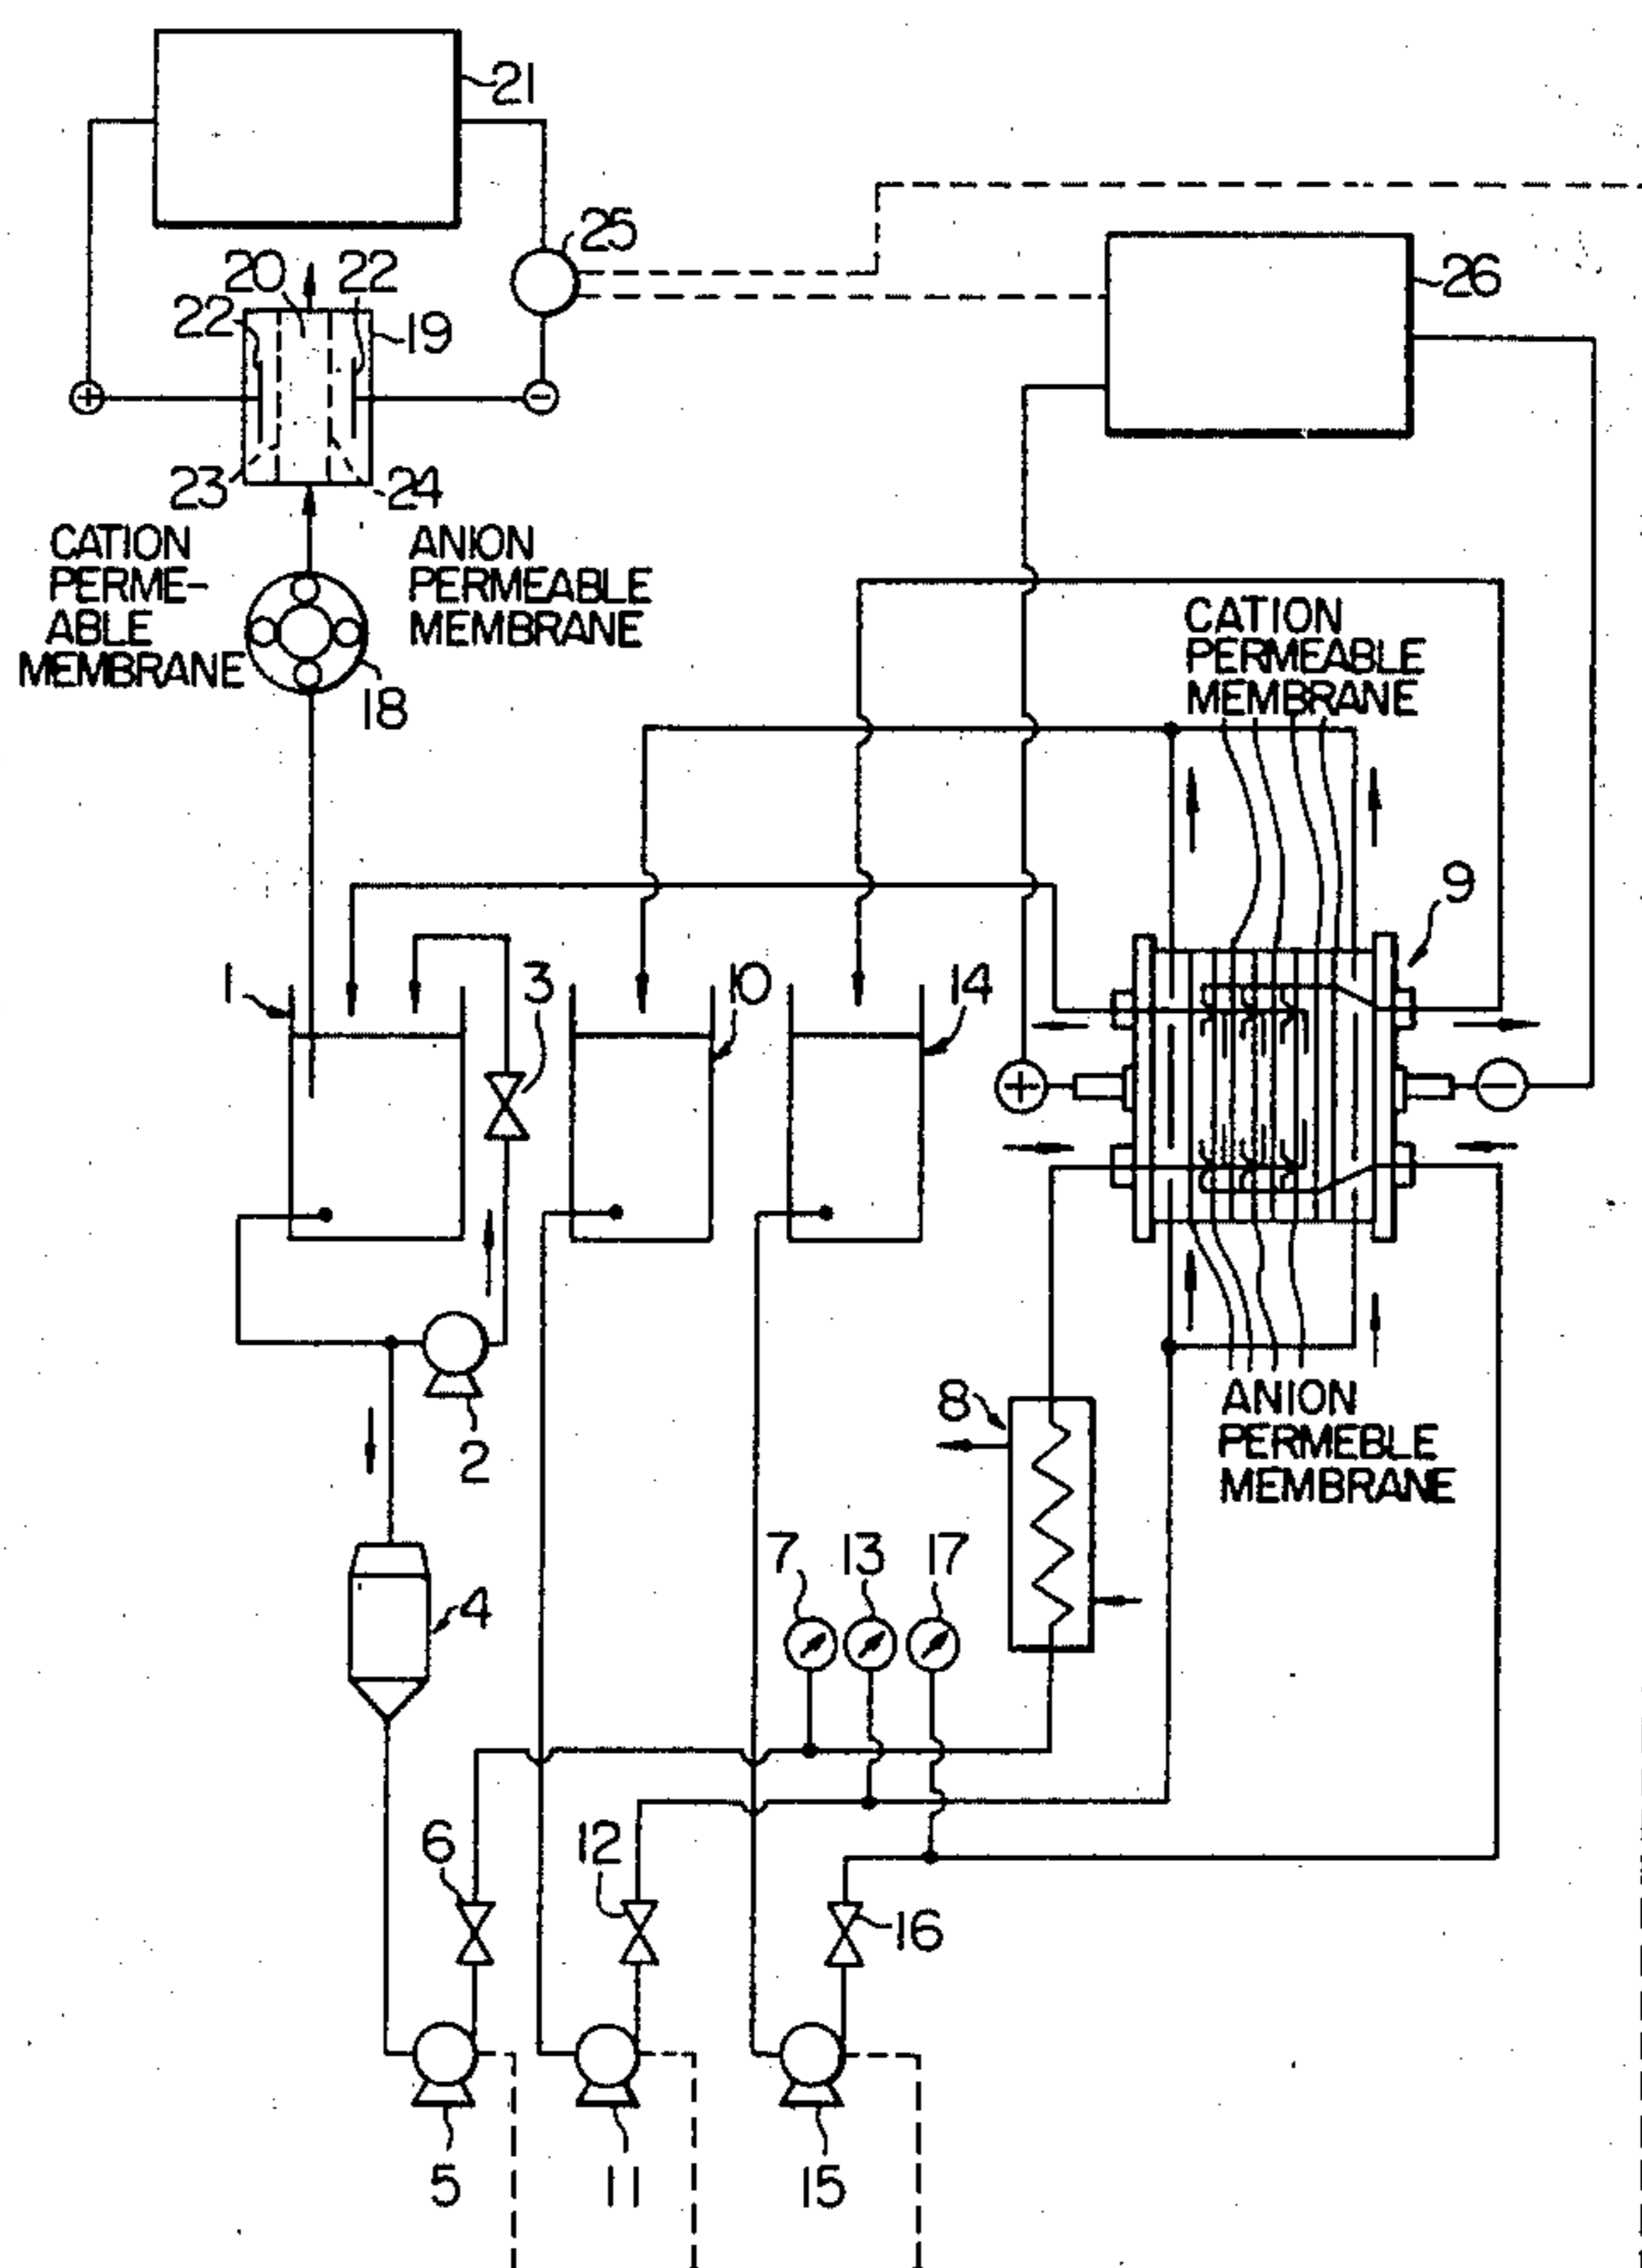 21
25
26
20 22
22
19
23
24
CATION
PERME-
ABLE
MEMBRANE
ANION
PERMEABLE
MEMBRANE
18
CATION
PERMEABLE
MEMBRANE
9
1
3
10
14
+
-
+
-
2
8
ANION
PERMEBLE
MEMBRANE
7 13 17
4
6
12
16
5
11
15